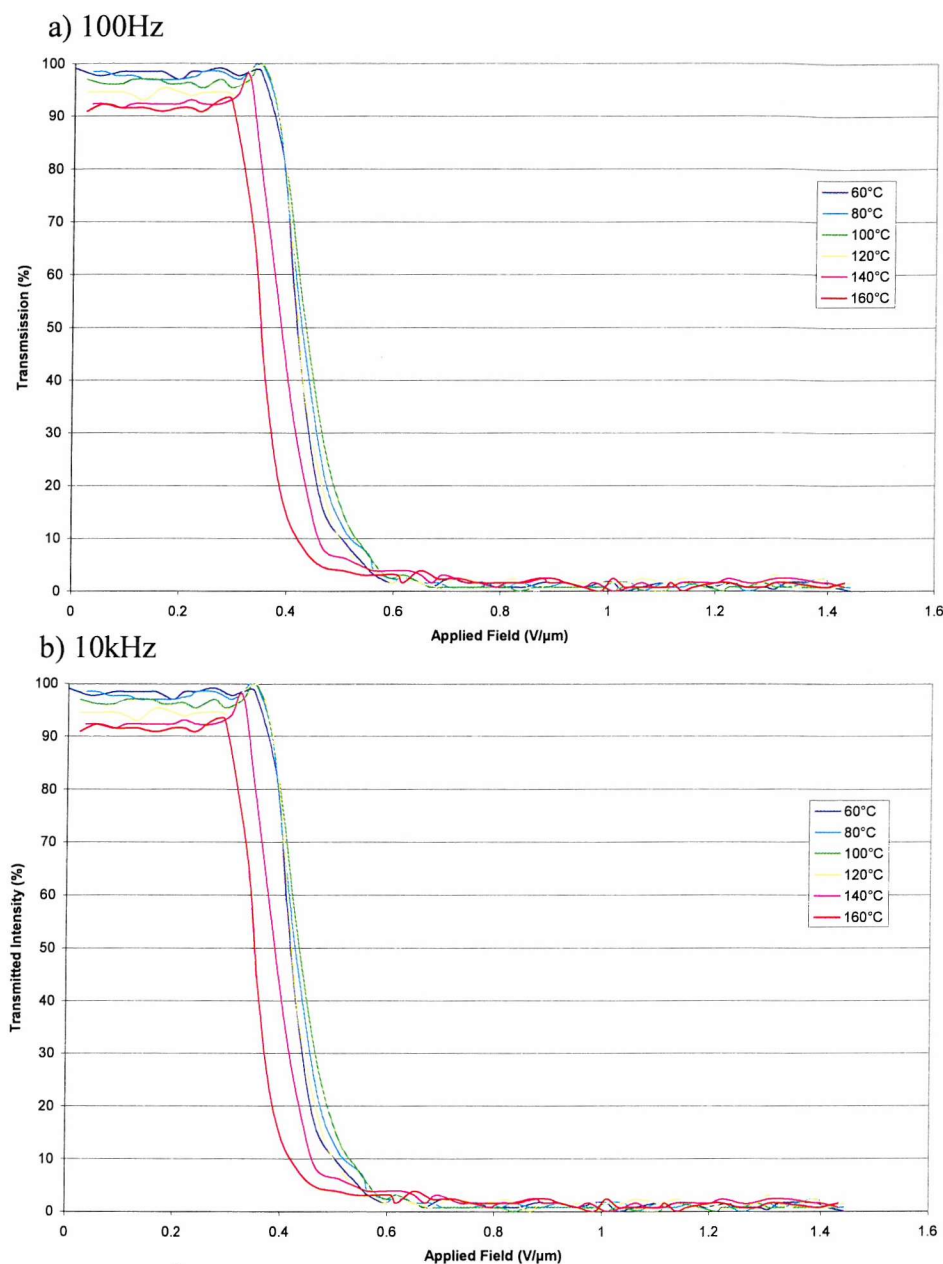 a) 100Hz
100
90
80
70
60
50
40
30
20
10
0
Transmsission (%)
60°C
80°C
100°C
120°C
140°C
160°C
0 0.2 0.4 0.6 0.8 1 1.2 1.4 1.6
Applied Field (V/µm)
b) 10kHz
100
90
80
70
60
50
40
30
20
10
0
Transmitted Intensity (%)
60°C
80°C
100°C
120°C
140°C
160°C
0 0.2 0.4 0.6 0.8 1 1.2 1.4 1.6
Applied Field (V/µm)